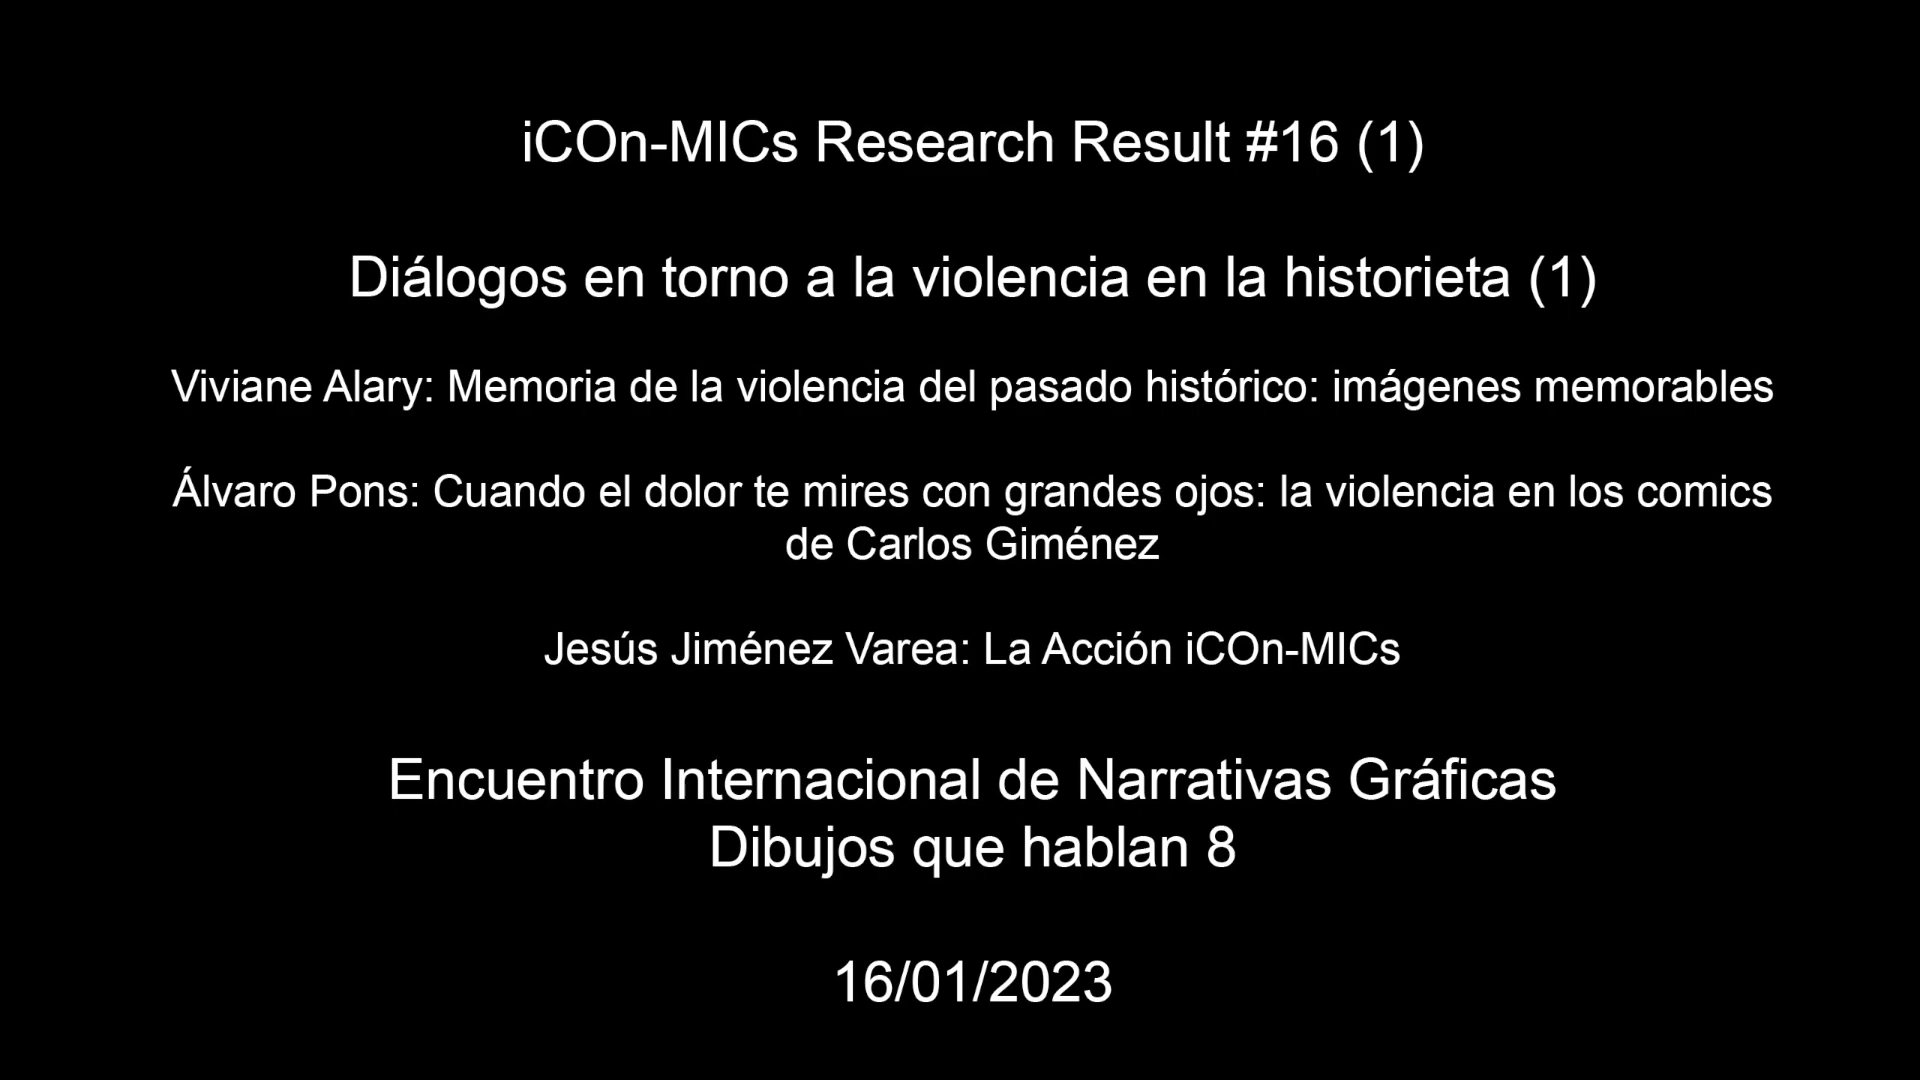 iCOn-MICs Research Result #16 (1)
Diálogos en torno a la violencia en la historieta (1)
Viviane Alary: Memoria de la violencia del pasado histórico: imágenes memorables
Álvaro Pons: Cuando el dolor te mires con grandes ojos: la violencia en los comics
de Carlos Giménez
Jesús Jiménez Varea: La Acción iCOn-MICs
Encuentro Internacional de Narrativas Gráficas
Dibujos que hablan 8
16/01/2023